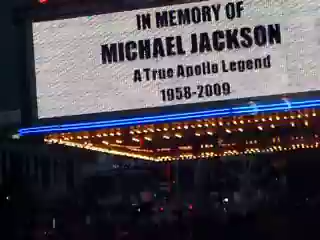 IN MEMORY OF
MICHAEL JACKSON
A True Apollo Legend
1958-2009